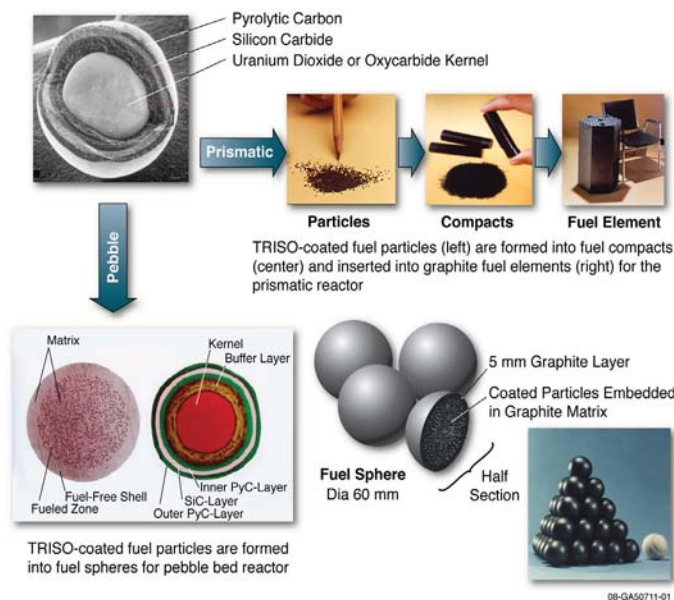 Pyrolytic Carbon
Silicon Carbide
Uranium Dioxide or Oxycarbide Kernel
Prismatic
Particles
Compacts
Fuel Element
TRISO-coated fuel particles (left) are formed into fuel compacts
(center) and inserted into graphite fuel elements (right) for the
prismatic reactor
Pebble
Matrix
Kernel
Buffer Layer
Fuel-Free Shell
Fueled Zone
Inner PyC-Layer
SiC-Layer
Outer PyC-Layer
TRISO-coated fuel particles are formed
into fuel spheres for pebble bed reactor
5 mm Graphite Layer
Coated Particles Embedded
in Graphite Matrix
Fuel Sphere
Dia 60 mm
Half
Section
08-GA50711-01